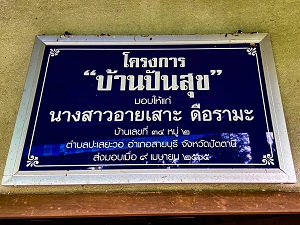 โครงการ
“บ้านปันสุข”
มอบให้แก่
นางสาวอายเสาะ ดือรามะ
บ้านเลขที่ ๓๔ หมู่ ๒
ตำบลปะเสยะวอ อำเภอสายบุรี จังหวัดปัตตานี
ส่งมอบเมื่อ ๙ เมษายน ๒๕๖๕